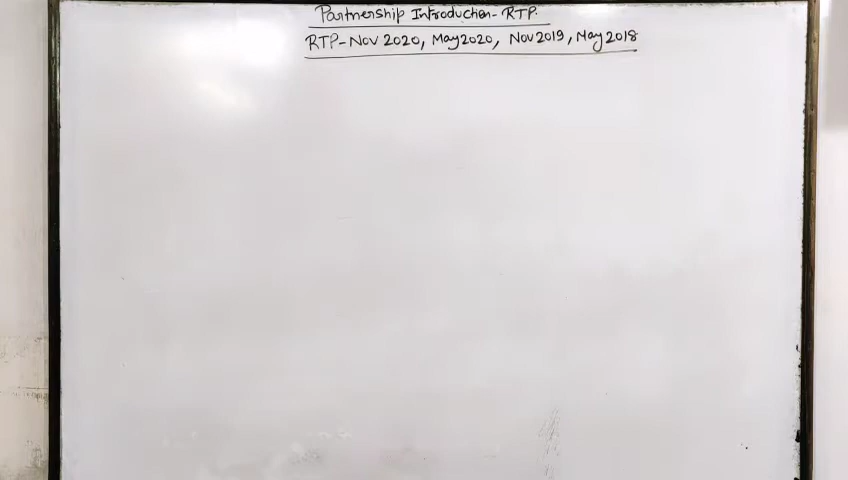 Partnership Introduction - RTP.
RTP - Nov 2020, May 2020, Nov 2019, May 2018